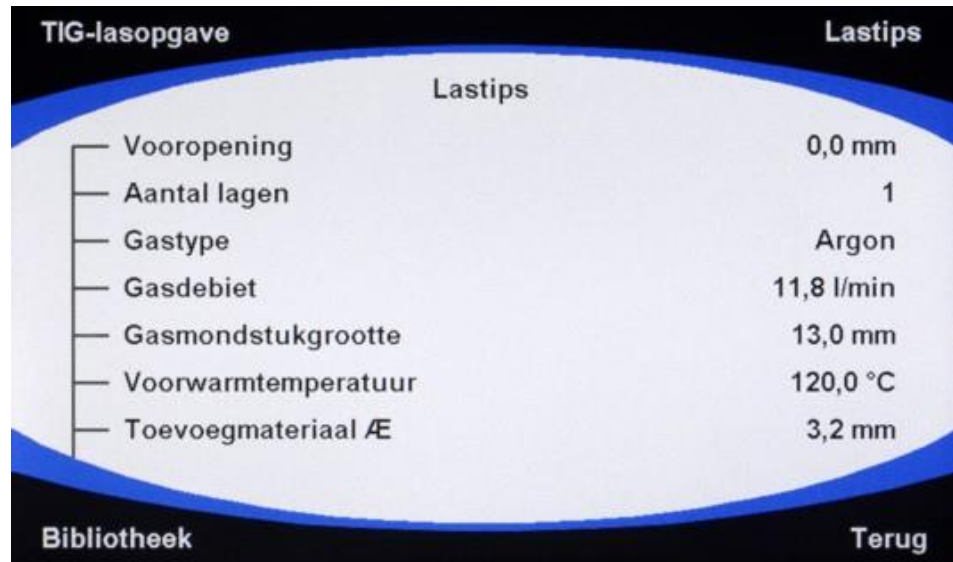 TIG-lasopgave Lastips
Lastips
Vooropening 0,0 mm
Aantal lagen 1
Gastype Argon
Gasdebiet 11,8 l/min
Gasmondstukgrootte 13,0 mm
Voorwarmtemperatuur 120,0 °C
Toevoegmateriaal Æ 3,2 mm
Bibliotheek Terug